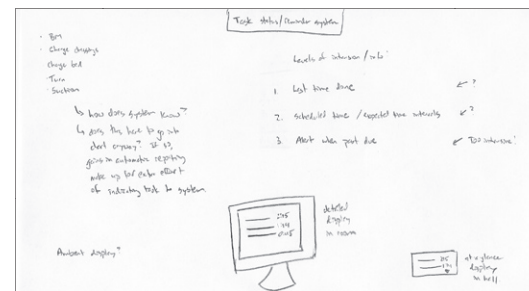 Task status / Reminder system
· BM
· Change dressings
Change bed
· Turn
· Suction
↳ how does system know?
↳ does this have to go into
chart anyway? If so,
gains in automatic reporting
make up for extra effort
of indicating task to system
Levels of intrusion / info:
1. Last time done ← ?
2. scheduled time / expected time intervals ← ?
3. Alert when past due ← Too intrusive!
Ambient display?
detailed
display
in room
at a glance
display
in hall